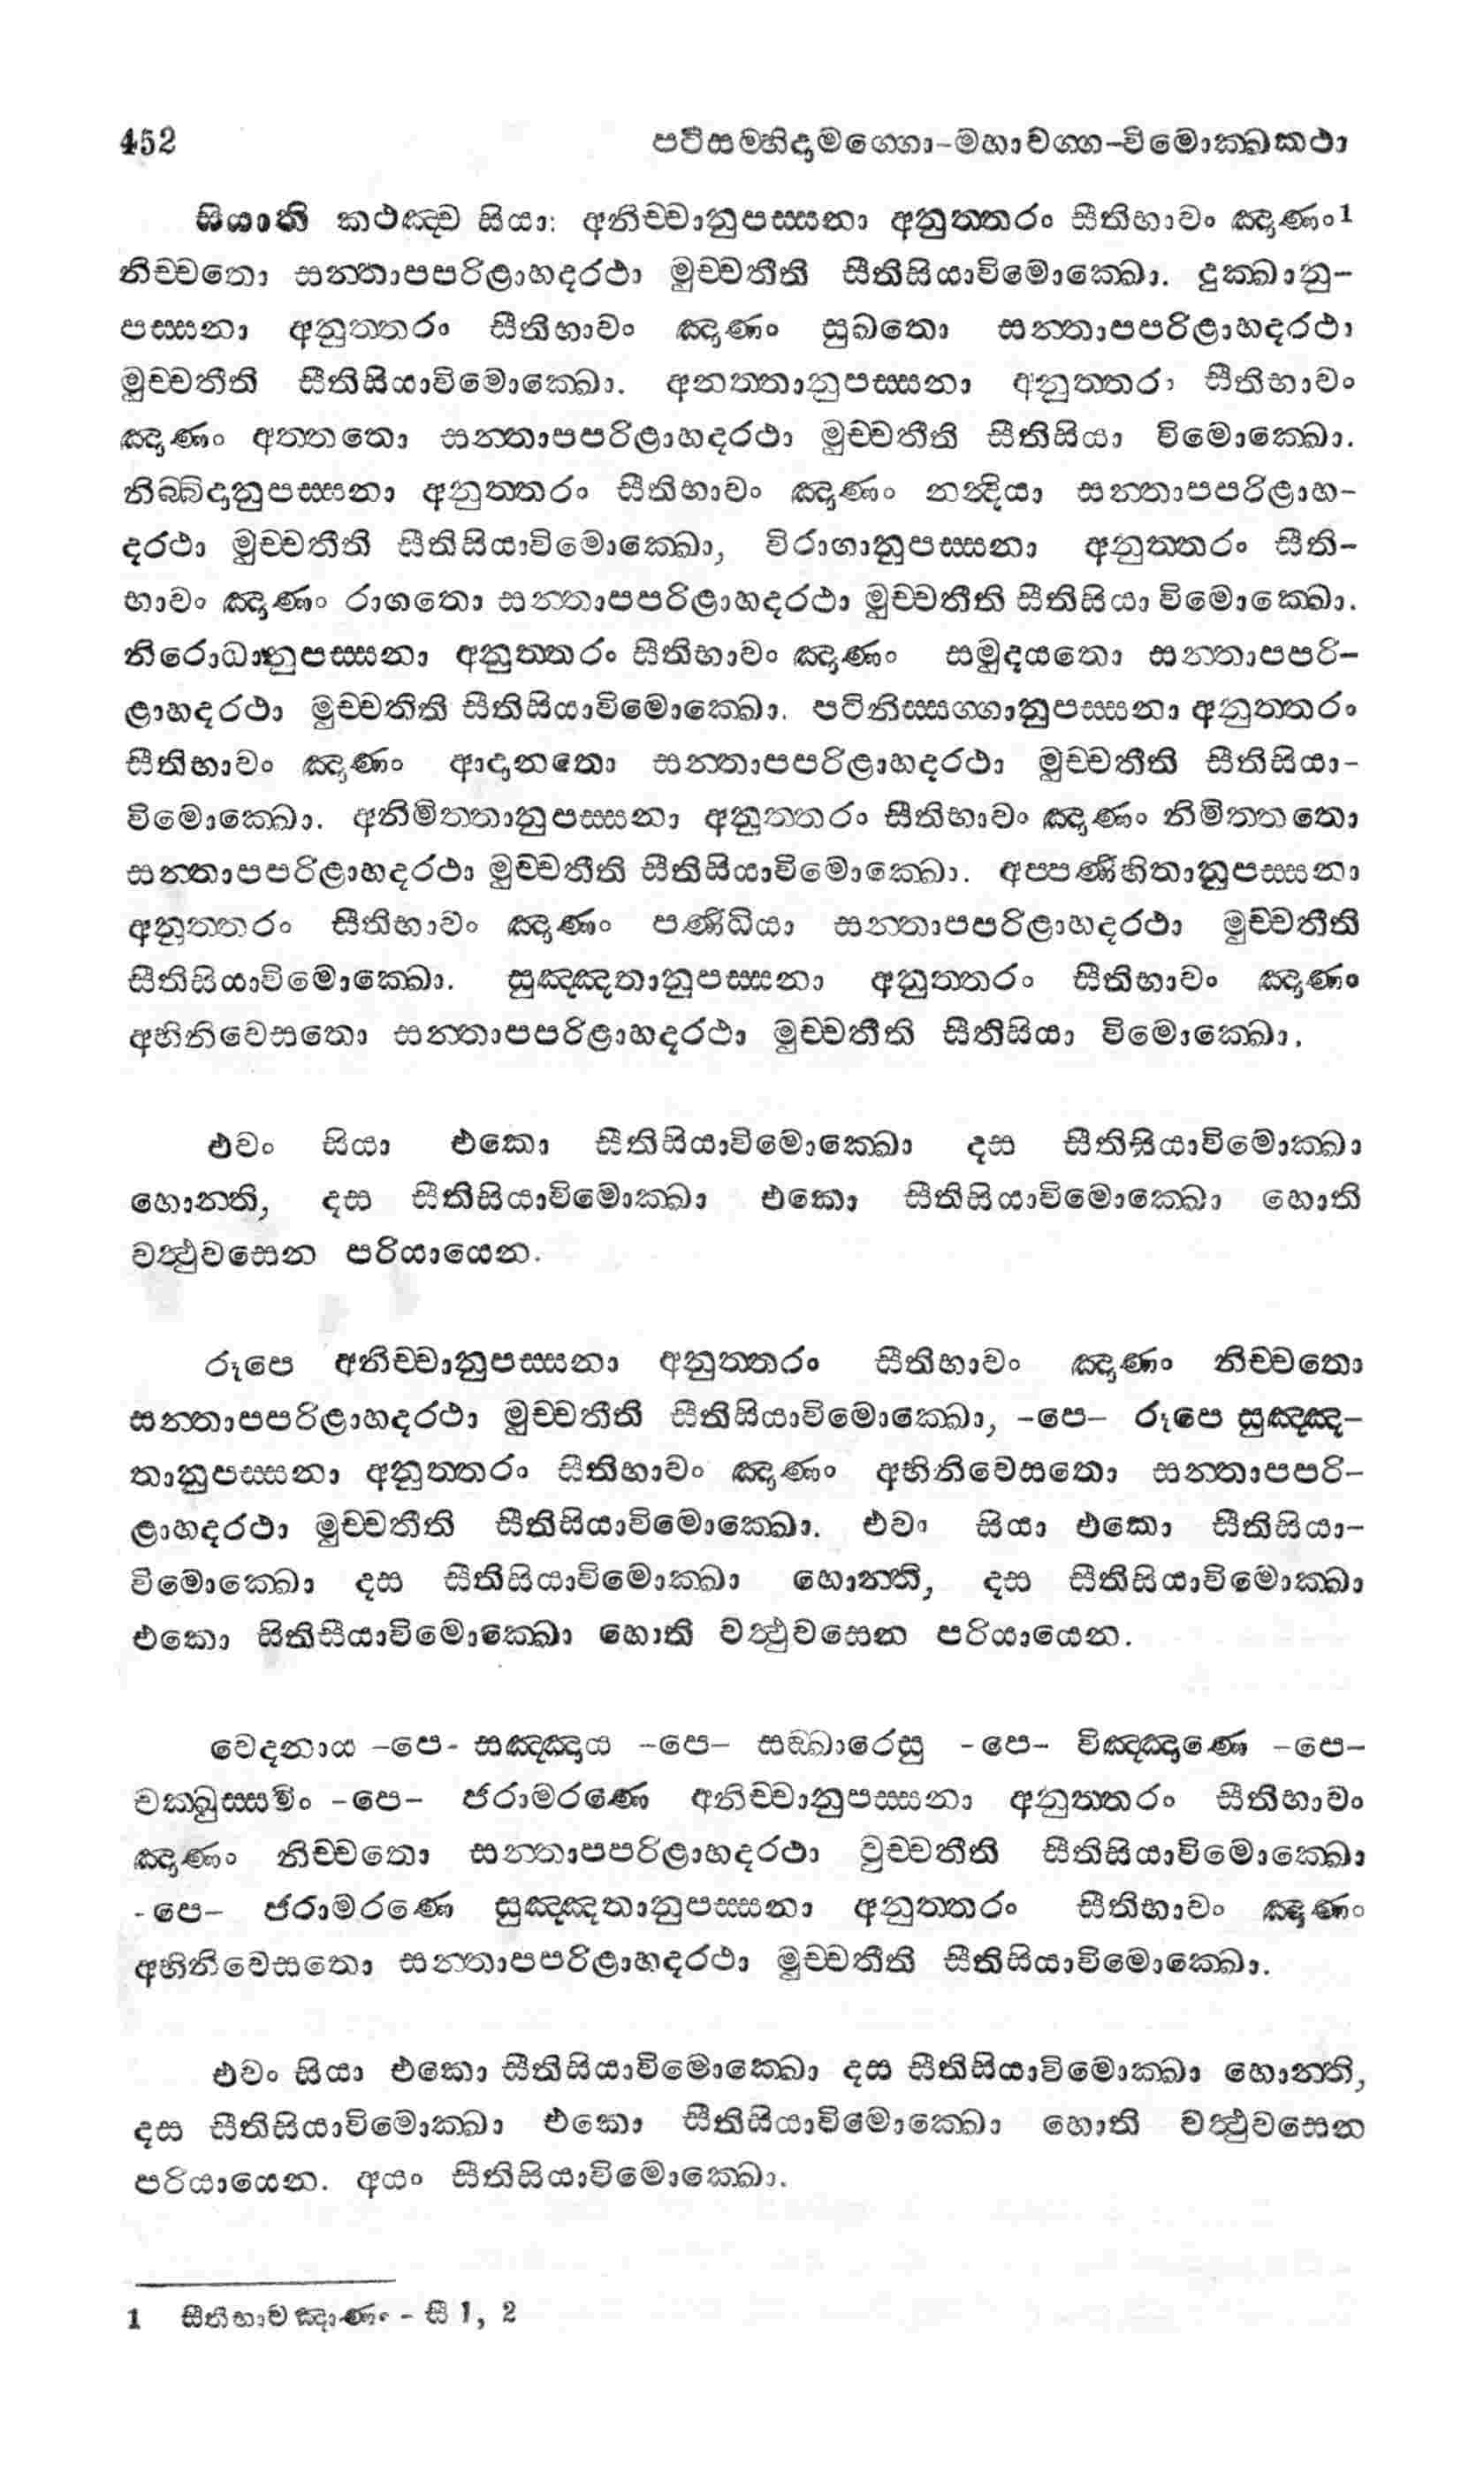 452 පටිසම්භිදාමග්ගො-මහාවග්ග-විමොක්ඛකථා
සියාති කථඤ්ච සියා: අනිච්චානුපස්සනා අනුත්තරං සීතිභාවං ඤාණං1
නිච්චතො සන්තාපපරිළාහදරථා මුච්චතීති සීතිසියාවිමොක්ඛො. දුක්ඛානු-
පස්සනා අනුත්තරං සීතිභාවං ඤාණං සුඛතො සන්තාපපරිළාහදරථා
මුච්චතීති සීතිසියාවිමොක්ඛො. අනත්තානුපස්සනා අනුත්තරං සීතිභාවං
ඤාණං අත්තතො සන්තාපපරිළාහදරථා මුච්චතීති සීතිසියා විමොක්ඛො.
නිබ්බිදානුපස්සනා අනුත්තරං සීතිභාවං ඤාණං නන්දියා සන්තාපපරිළාහ-
දරථා මුච්චතීති සීතිසියාවිමොක්ඛො, විරාගානුපස්සනා අනුත්තරං සීති-
භාවං ඤාණං රාගතො සන්තාපපරිළාහදරථා මුච්චතීති සීතිසියා විමොක්ඛො.
නිරොධානුපස්සනා අනුත්තරං සීතිභාවං ඤාණං සමුදයතො සන්තාපපරි-
ළාහදරථා මුච්චතිති සීතිසියාවිමොක්ඛො. පටිනිස්සග්ගානුපස්සනා අනුත්තරං
සීතිභාවං ඤාණං ආදානතො සන්තාපපරිළාහදරථා මුච්චතීති සීතිසියා-
විමොක්ඛො. අනිමිත්තානුපස්සනා අනුත්තරං සීතිභාවං ඤාණං නිමිත්තතො
සන්තාපපරිළාහදරථා මුච්චතීති සීතිසියාවිමොක්ඛො. අප්පණිහිතානුපස්සනා
අනුත්තරං සීතිභාවං ඤාණං පණිධියා සන්තාපපරිළාහදරථා මුච්චතීති
සීතිසියාවිමොක්ඛො. සුඤ්ඤතානුපස්සනා අනුත්තරං සීතිභාවං ඤාණං
අභිනිවෙසතො සන්තාපපරිළාහදරථා මුච්චතීති සීතිසියා විමොක්ඛො.
එවං සියා එකො සීතිසියාවිමොක්ඛො දස සීතිසියාවිමොක්ඛා
හොන්ති, දස සීතිසියාවිමොක්ඛා එකො සීතිසියාවිමොක්ඛො හොති
වත්ථුවසෙන පරියායෙන.
රූපෙ අනිච්චානුපස්සනා අනුත්තරං සීතිභාවං ඤාණං නිච්චතො
සන්තාපපරිළාහදරථා මුච්චතීති සීතිසියාවිමොක්ඛො, -පෙ- රූපෙ සුඤ්ඤ-
තානුපස්සනා අනුත්තරං සිතිභාවං ඤාණං අභිනිවෙසතො සන්තාපපරි-
ළාහදරථා මුච්චතීති සීතිසියාවිමොක්ඛො. එවං සියා එකො සීතිසියා-
විමොක්ඛො දස සීතිසියාවිමොක්ඛා හොන්ති, දස සීතිසියාවිමොක්ඛා
එකො සිතිසියාවිමොක්ඛො හොති වත්ථුවසෙන පරියායෙන.
වෙදනාය -පෙ- සඤ්ඤාය -පෙ- සඞ්ඛාරෙසු -පෙ- විඤ්ඤාණෙ -පෙ-
චක්ඛුස්සමිං -පෙ- ජරාමරණෙ අනිච්චානුපස්සනා අනුත්තරං සීතිභාවං
ඤාණං නිච්චතො සන්තාපපරිළාහදරථා වුච්චතීති සීතිසියාවිමොක්ඛො
-පෙ- ජරාමරණෙ සුඤ්ඤතානුපස්සනා අනුත්තරං සීතිභාවං ඤාණං
අභිනිවෙසතො සන්තාපපරිළාහදරථා මුච්චතීති සීතිසියාවිමොක්ඛො.
එවං සියා එකො සීතිසියාවිමොක්ඛො දස සීතිසියාවිමොක්ඛා හොන්ති,
දස සීතිසියාවිමොක්ඛා එකො සීතිසියාවිමොක්ඛො හොති වත්ථුවසෙන
පරියායෙන. අයං සීතිසියාවිමොක්ඛො.
1 සීතීභාවඤාණං - සී 1, 2